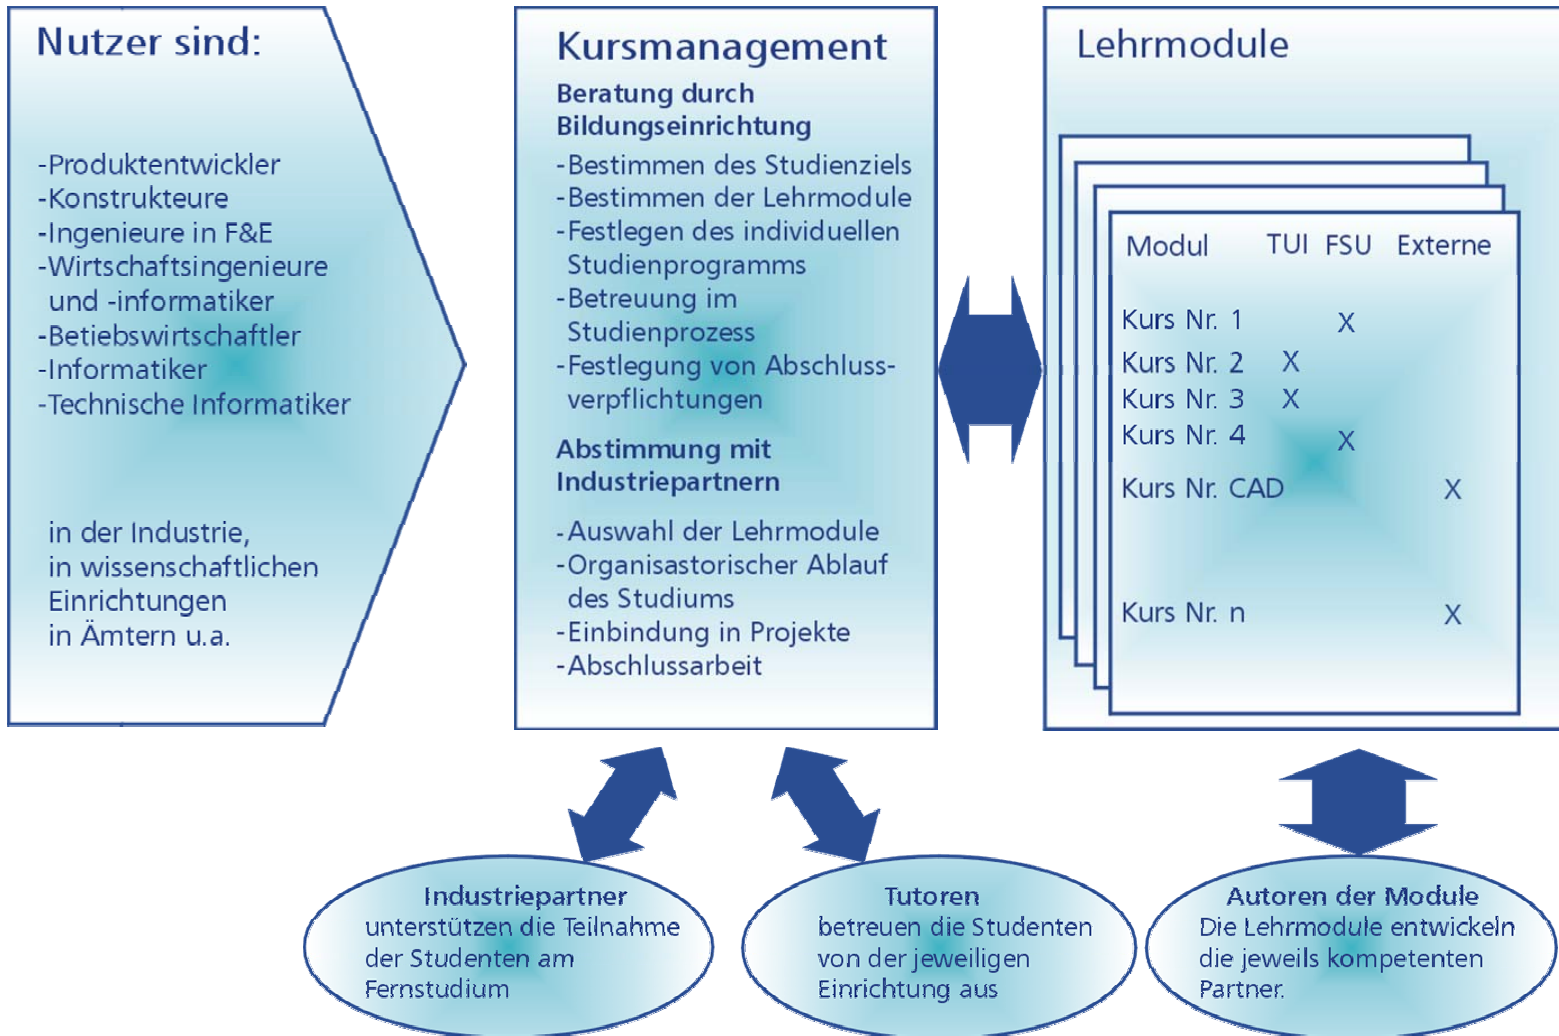 Nutzer sind:
-Produktentwickler
-Konstrukteure
-Ingenieure in F&E
-Wirtschaftsingenieure
und -informatiker
-Betiebswirtschaftler
-Informatiker
-Technische Informatiker
in der Industrie,
in wissenschaftlichen
Einrichtungen
in Ämtern u.a.
Kursmanagement
Beratung durch
Bildungseinrichtung
-Bestimmen des Studienziels
-Bestimmen der Lehrmodule
-Festlegen des individuellen
Studienprogramms
-Betreuung im
Studienprozess
-Festlegung von Abschluss-
verpflichtungen
Abstimmung mit
Industriepartnern
-Auswahl der Lehrmodule
-Organisastorischer Ablauf
des Studiums
-Einbindung in Projekte
-Abschlussarbeit
Lehrmodule
Modul TUI FSU Externe
Kurs Nr. 1 X
Kurs Nr. 2 X
Kurs Nr. 3 X
Kurs Nr. 4 X
Kurs Nr. CAD X
Kurs Nr. n X
Industriepartner
unterstützen die Teilnahme
der Studenten am
Fernstudium
Tutoren
betreuen die Studenten
von der jeweiligen
Einrichtung aus
Autoren der Module
Die Lehrmodule entwickeln
die jeweils kompetenten
Partner.